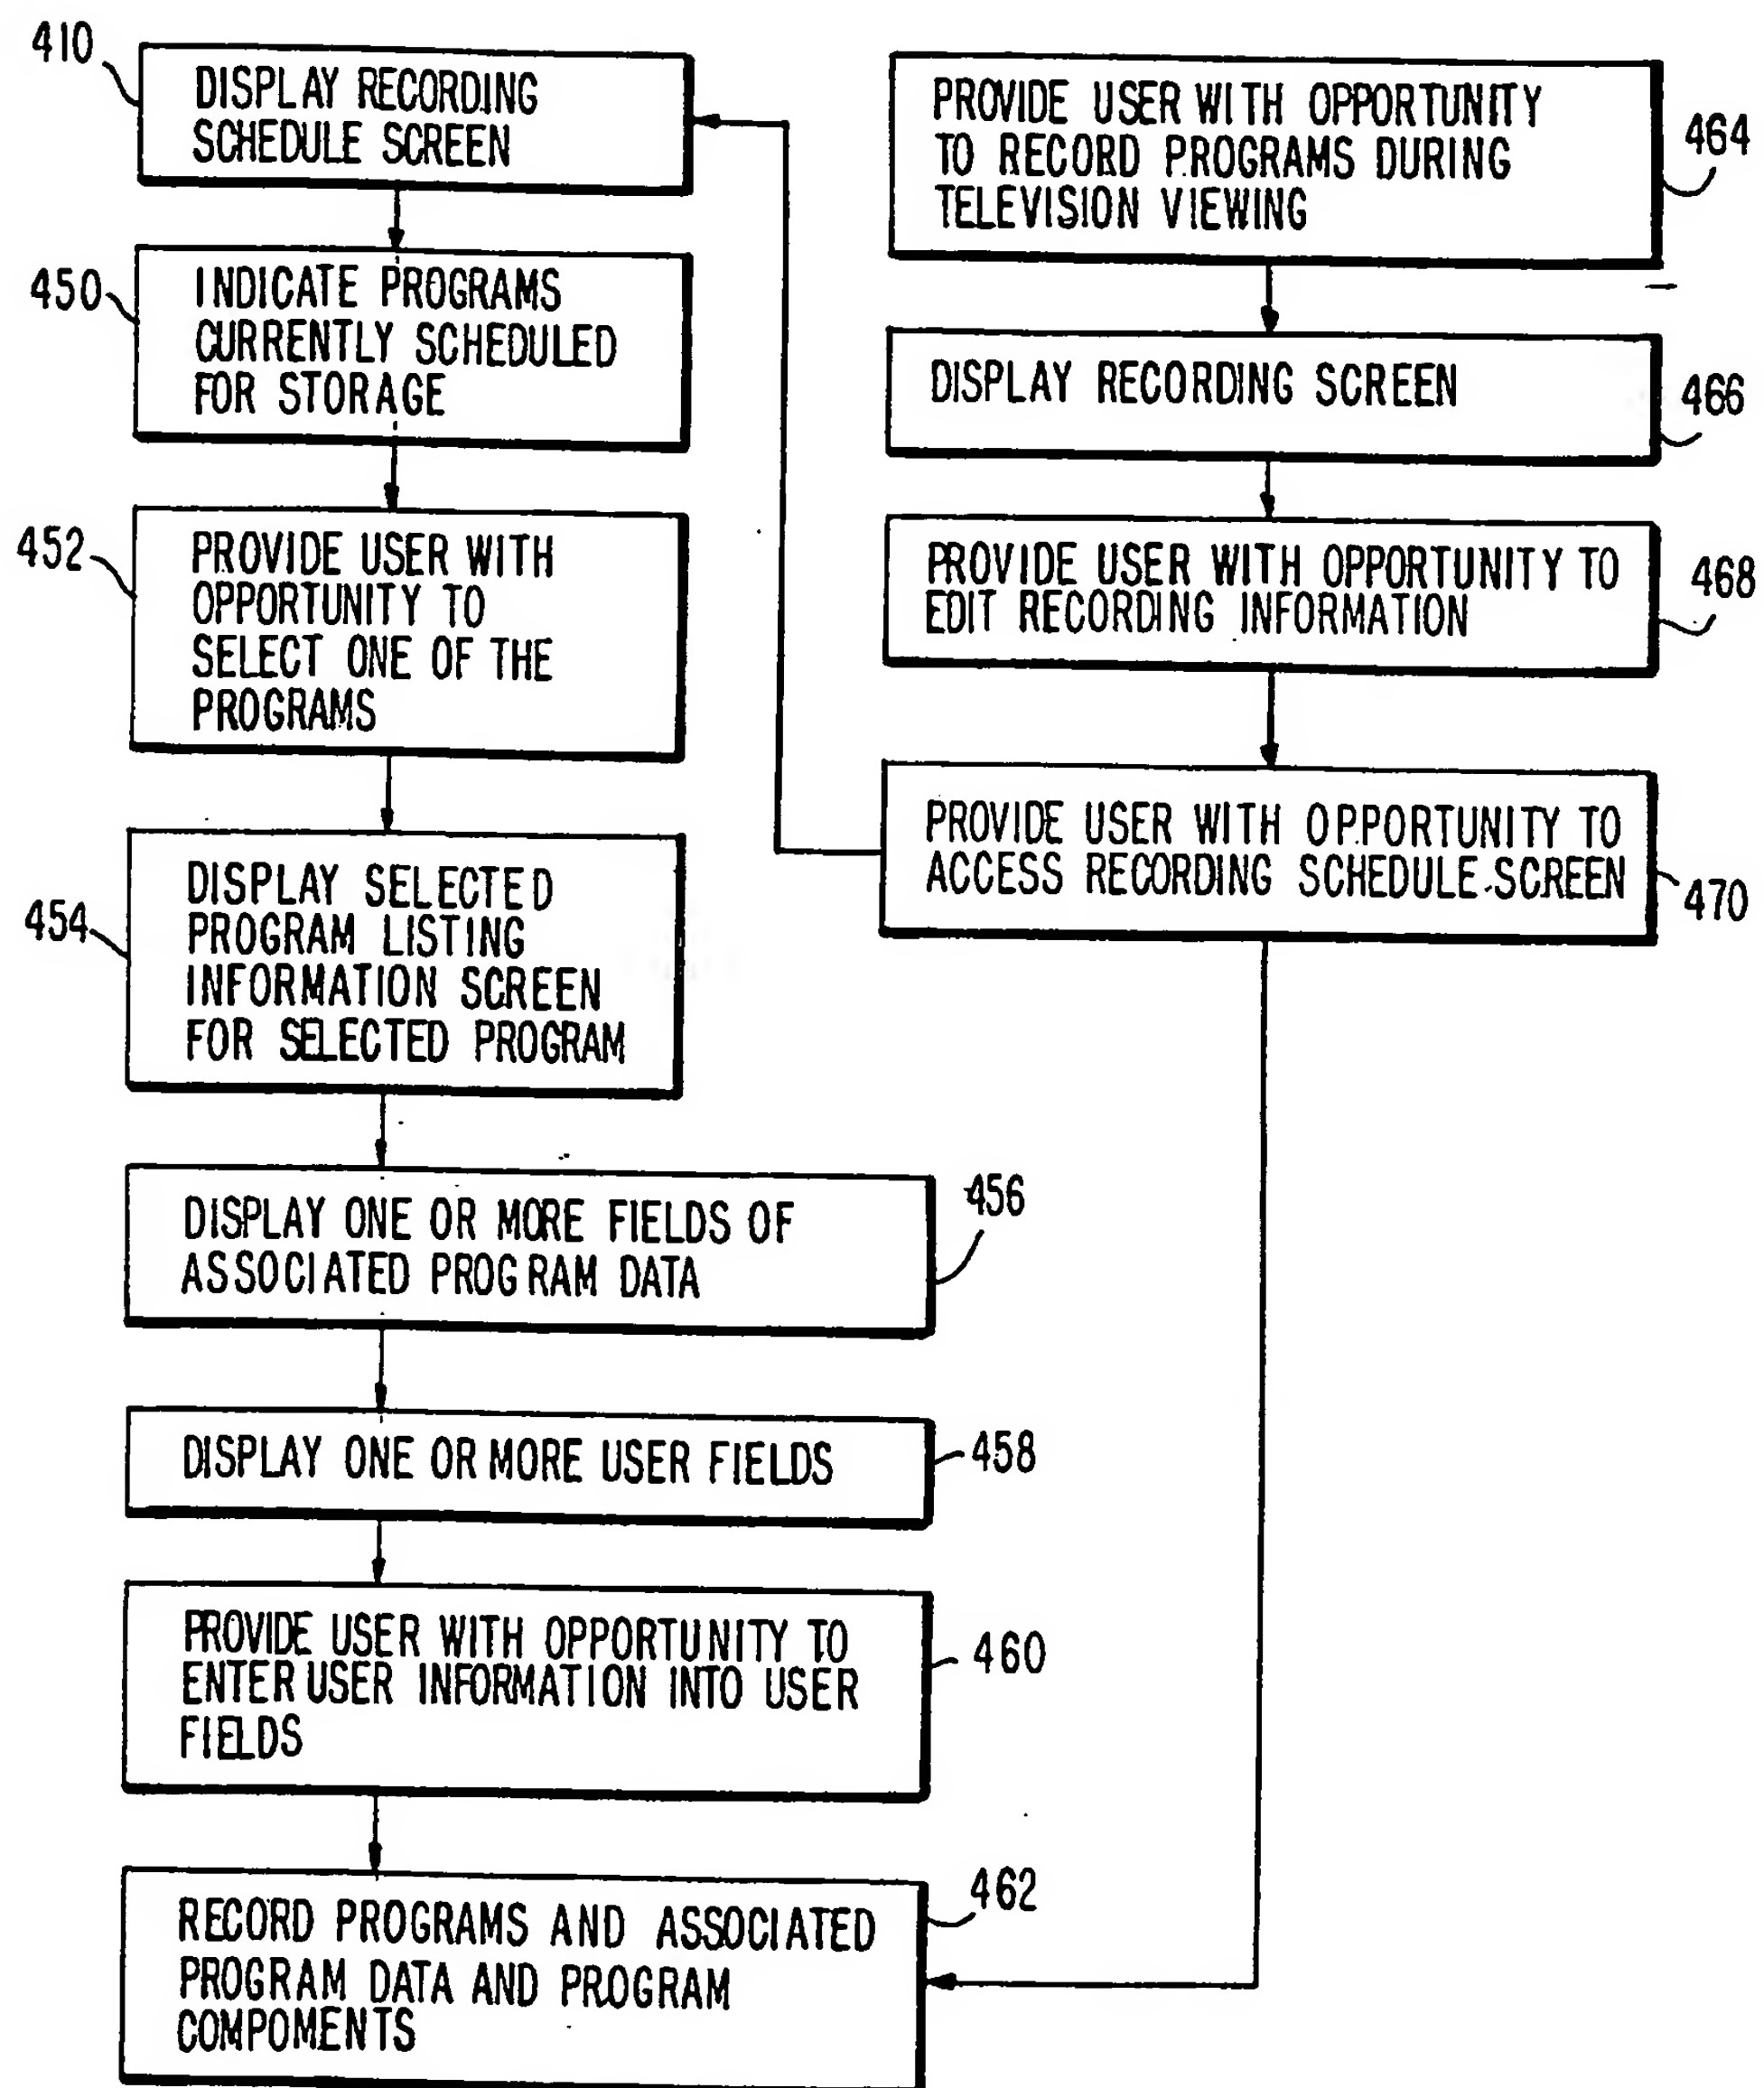 410
DISPLAY RECORDING
SCHEDULE SCREEN
450
INDICATE PROGRAMS
CURRENTLY SCHEDULED
FOR STORAGE
452
PROVIDE USER WITH
OPPORTUNITY TO
SELECT ONE OF THE
PROGRAMS
454
DISPLAY SELECTED
PROGRAM LISTING
INFORMATION SCREEN
FOR SELECTED PROGRAM
456
DISPLAY ONE OR MORE FIELDS OF
ASSOCIATED PROGRAM DATA
DISPLAY ONE OR MORE USER FIELDS
458
PROVIDE USER WITH OPPORTUNITY TO
ENTER USER INFORMATION INTO USER
FIELDS
460
462
RECORD PROGRAMS AND ASSOCIATED
PROGRAM DATA AND PROGRAM
COMPOMENTS
PROVIDE USER WITH OPPORTUNITY
TO RECORD PROGRAMS DURING
TELEVISION VIEWING
464
DISPLAY RECORDING SCREEN
466
PROVIDE USER WITH OPPORTUNITY TO
EDIT RECORDING INFORMATION
468
PROVIDE USER WITH OPPORTUNITY TO
ACCESS RECORDING SCHEDULE SCREEN
470